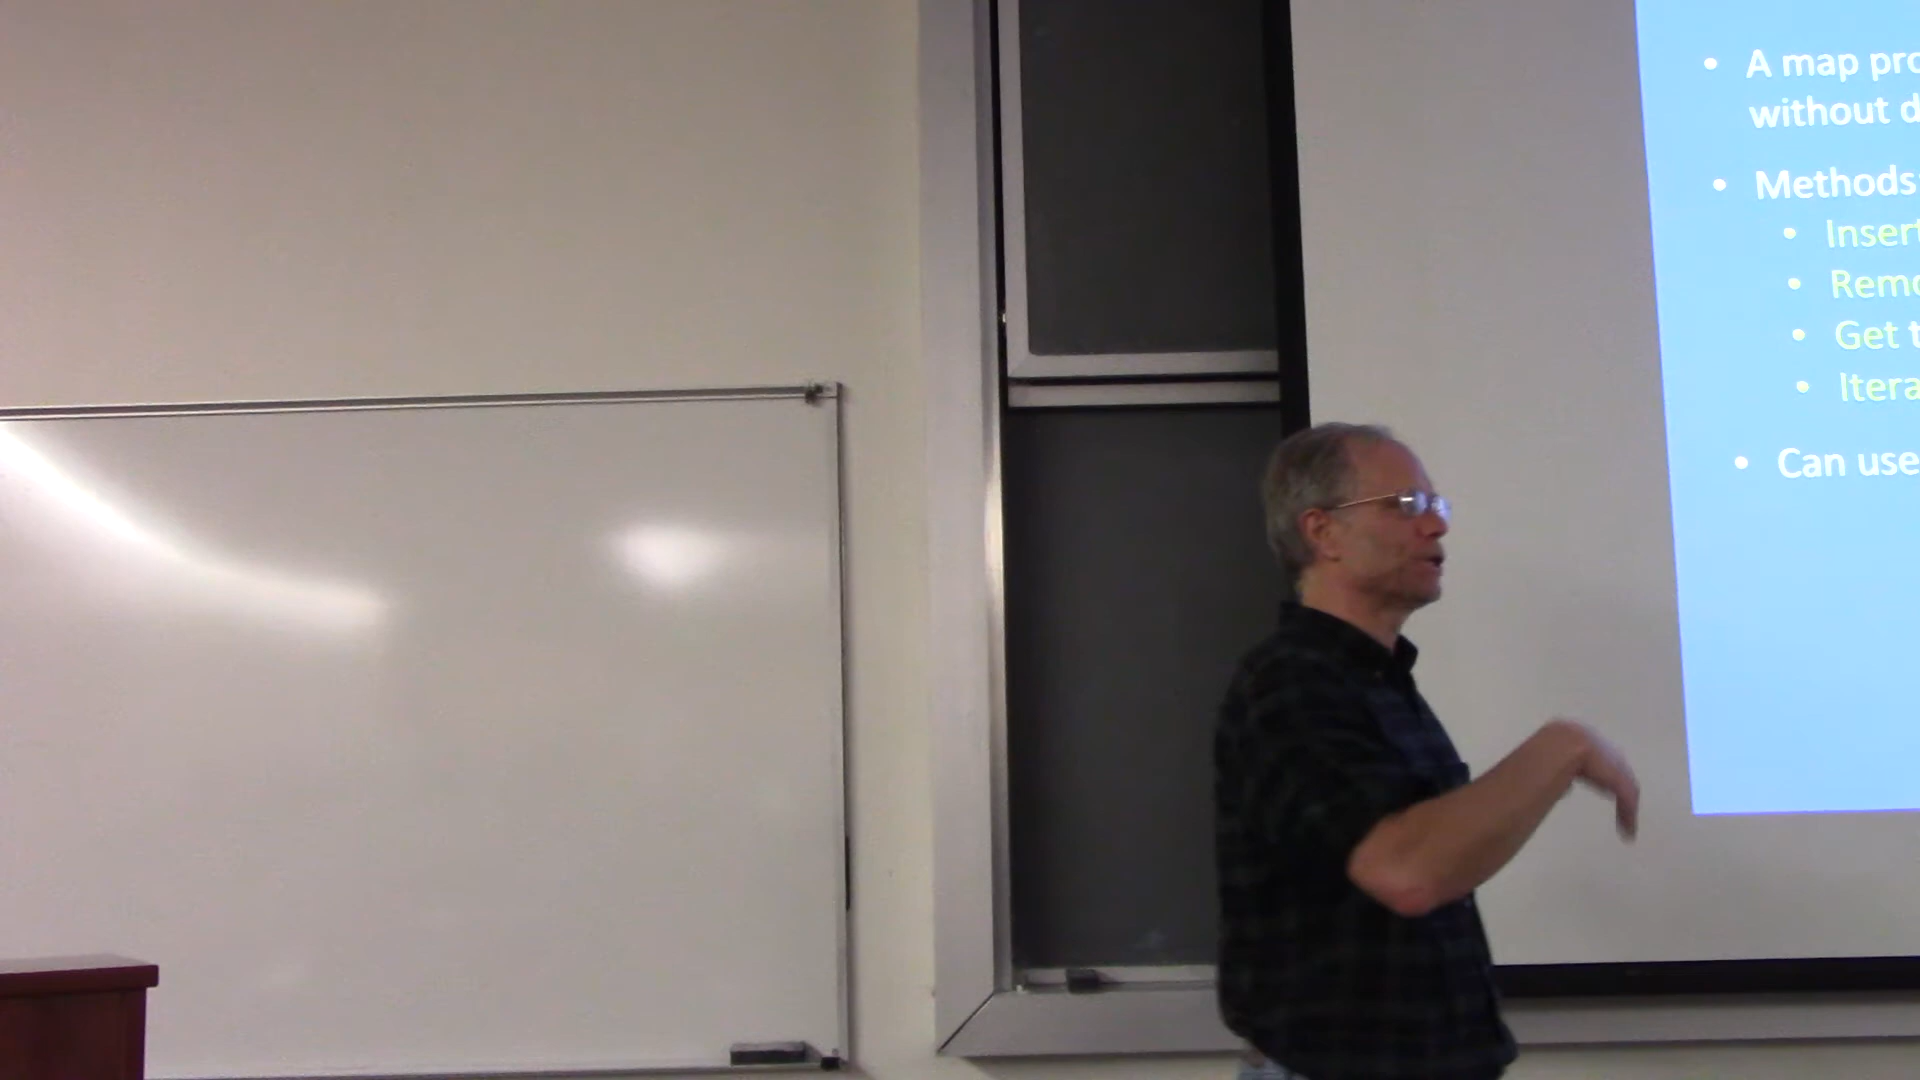 • A map pro
without d
• Methods:
• Insert
• Remo
• Get t
• Itera
• Can use